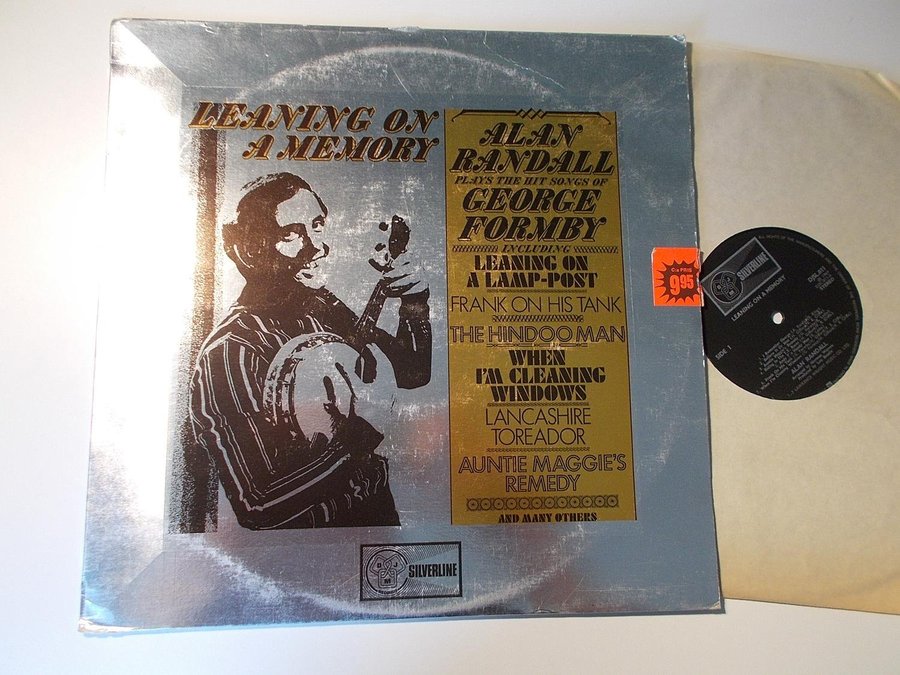 LEANING ON
A MEMORY
ALAN
RANDALL
PLAYS THE HIT SONGS OF
GEORGE
FORMBY
INCLUDING
LEANING ON
A LAMP-POST
FRANK ON HIS TANK
THE HINDOO MAN
WHEN
I'M CLEANING
WINDOWS
LANCASHIRE
TOREADOR
AUNTIE MAGGIE'S
REMEDY
AND MANY OTHERS
D J M
SILVERLINE
Ca PRIS
9.95
SILVERLINE
LEANING ON A MEMORY
SIDE 1
ALAN RANDALL